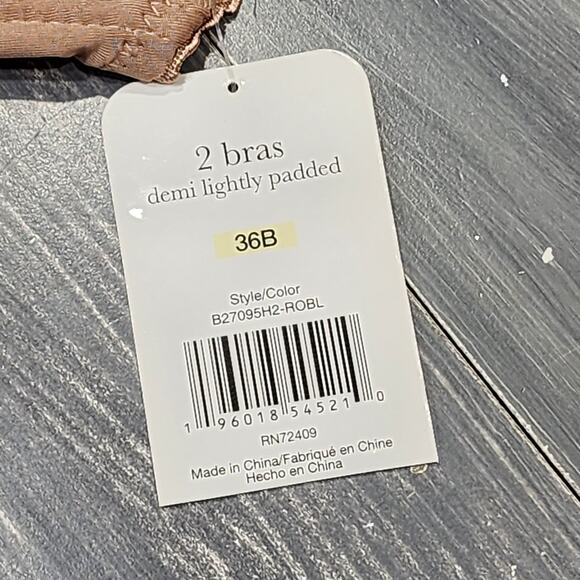 2 bras
demi lightly padded
36B
Style/Color
B27095H2-ROBL
1 96018 54521 0
RN72409
Made in China/Fabriqué en Chine
Hecho en China